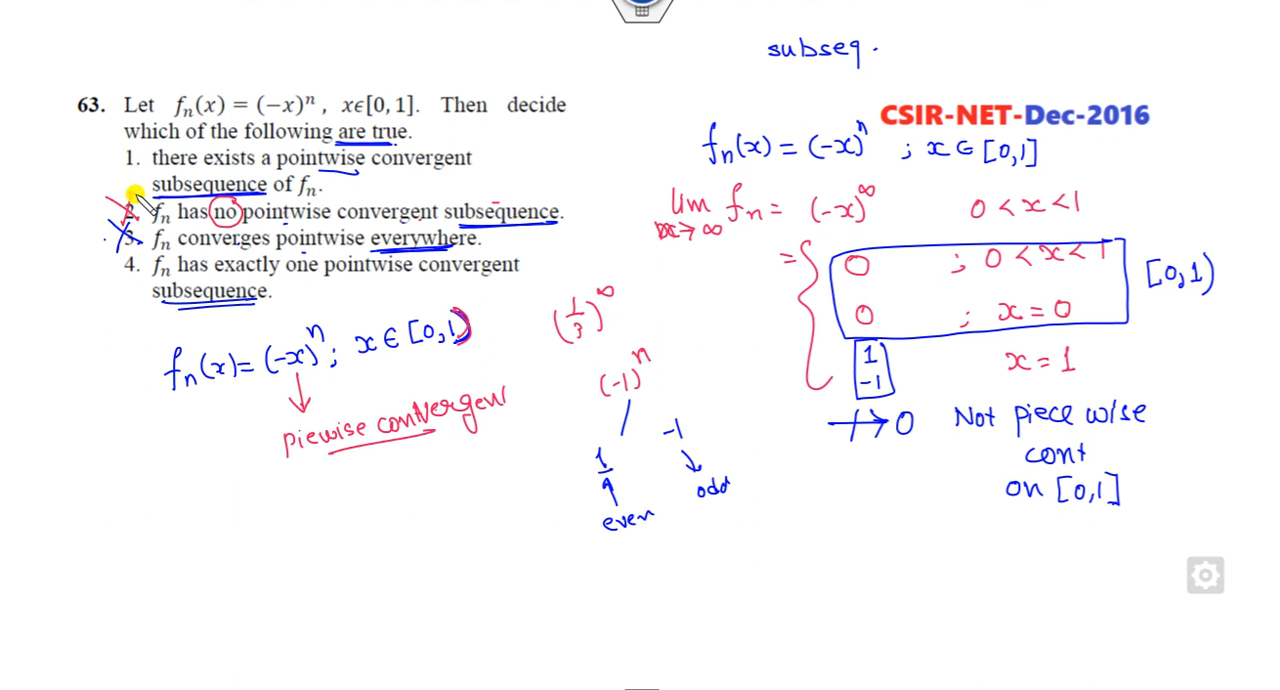 subseq.
63. Let fₙ(x) = (−x)ⁿ , xϵ[0, 1]. Then decide
which of the following are true.
1. there exists a pointwise convergent
subsequence of fₙ.
2. fₙ has no pointwise convergent subsequence.
3. fₙ converges pointwise everywhere.
4. fₙ has exactly one pointwise convergent
subsequence.
fₙ(x) = (−x)ⁿ ; x ∈ [0,1)
piewise convergent
(1/3)^∞
(−1)ⁿ
1 −1
even odd
CSIR-NET-Dec-2016
fₙ(x) = (−x)ⁿ ; x ∈ [0,1]
lim fₙ = (−x)^∞ 0 < x < 1
n→∞
= { 0 ; 0 < x < 1
0 ; x = 0
[0,1)
1
−1 x = 1
↛ 0 Not piece wise
cont
on [0,1]